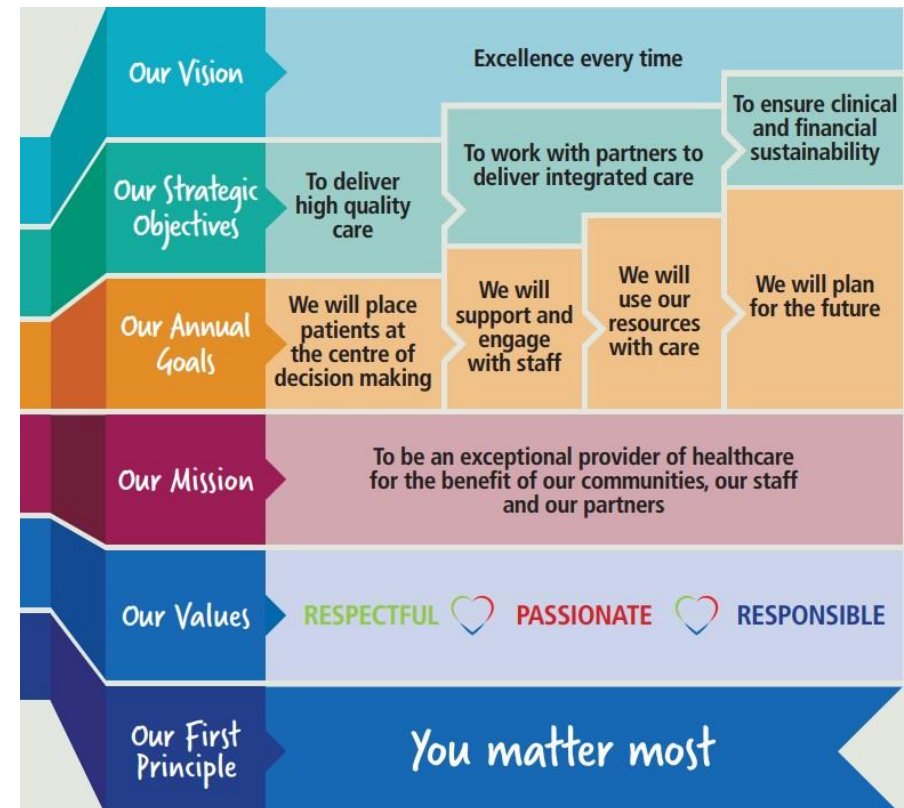 Our Vision
Excellence every time
Our Strategic
Objectives
To deliver
high quality
care
To work with partners to
deliver integrated care
To ensure clinical
and financial
sustainability
Our Annual
Goals
We will place
patients at
the centre of
decision making
We will
support and
engage
with staff
We will
use our
resources
with care
We will plan
for the future
Our Mission
To be an exceptional provider of healthcare
for the benefit of our communities, our staff
and our partners
Our Values
RESPECTFUL PASSIONATE RESPONSIBLE
Our First
Principle
You matter most